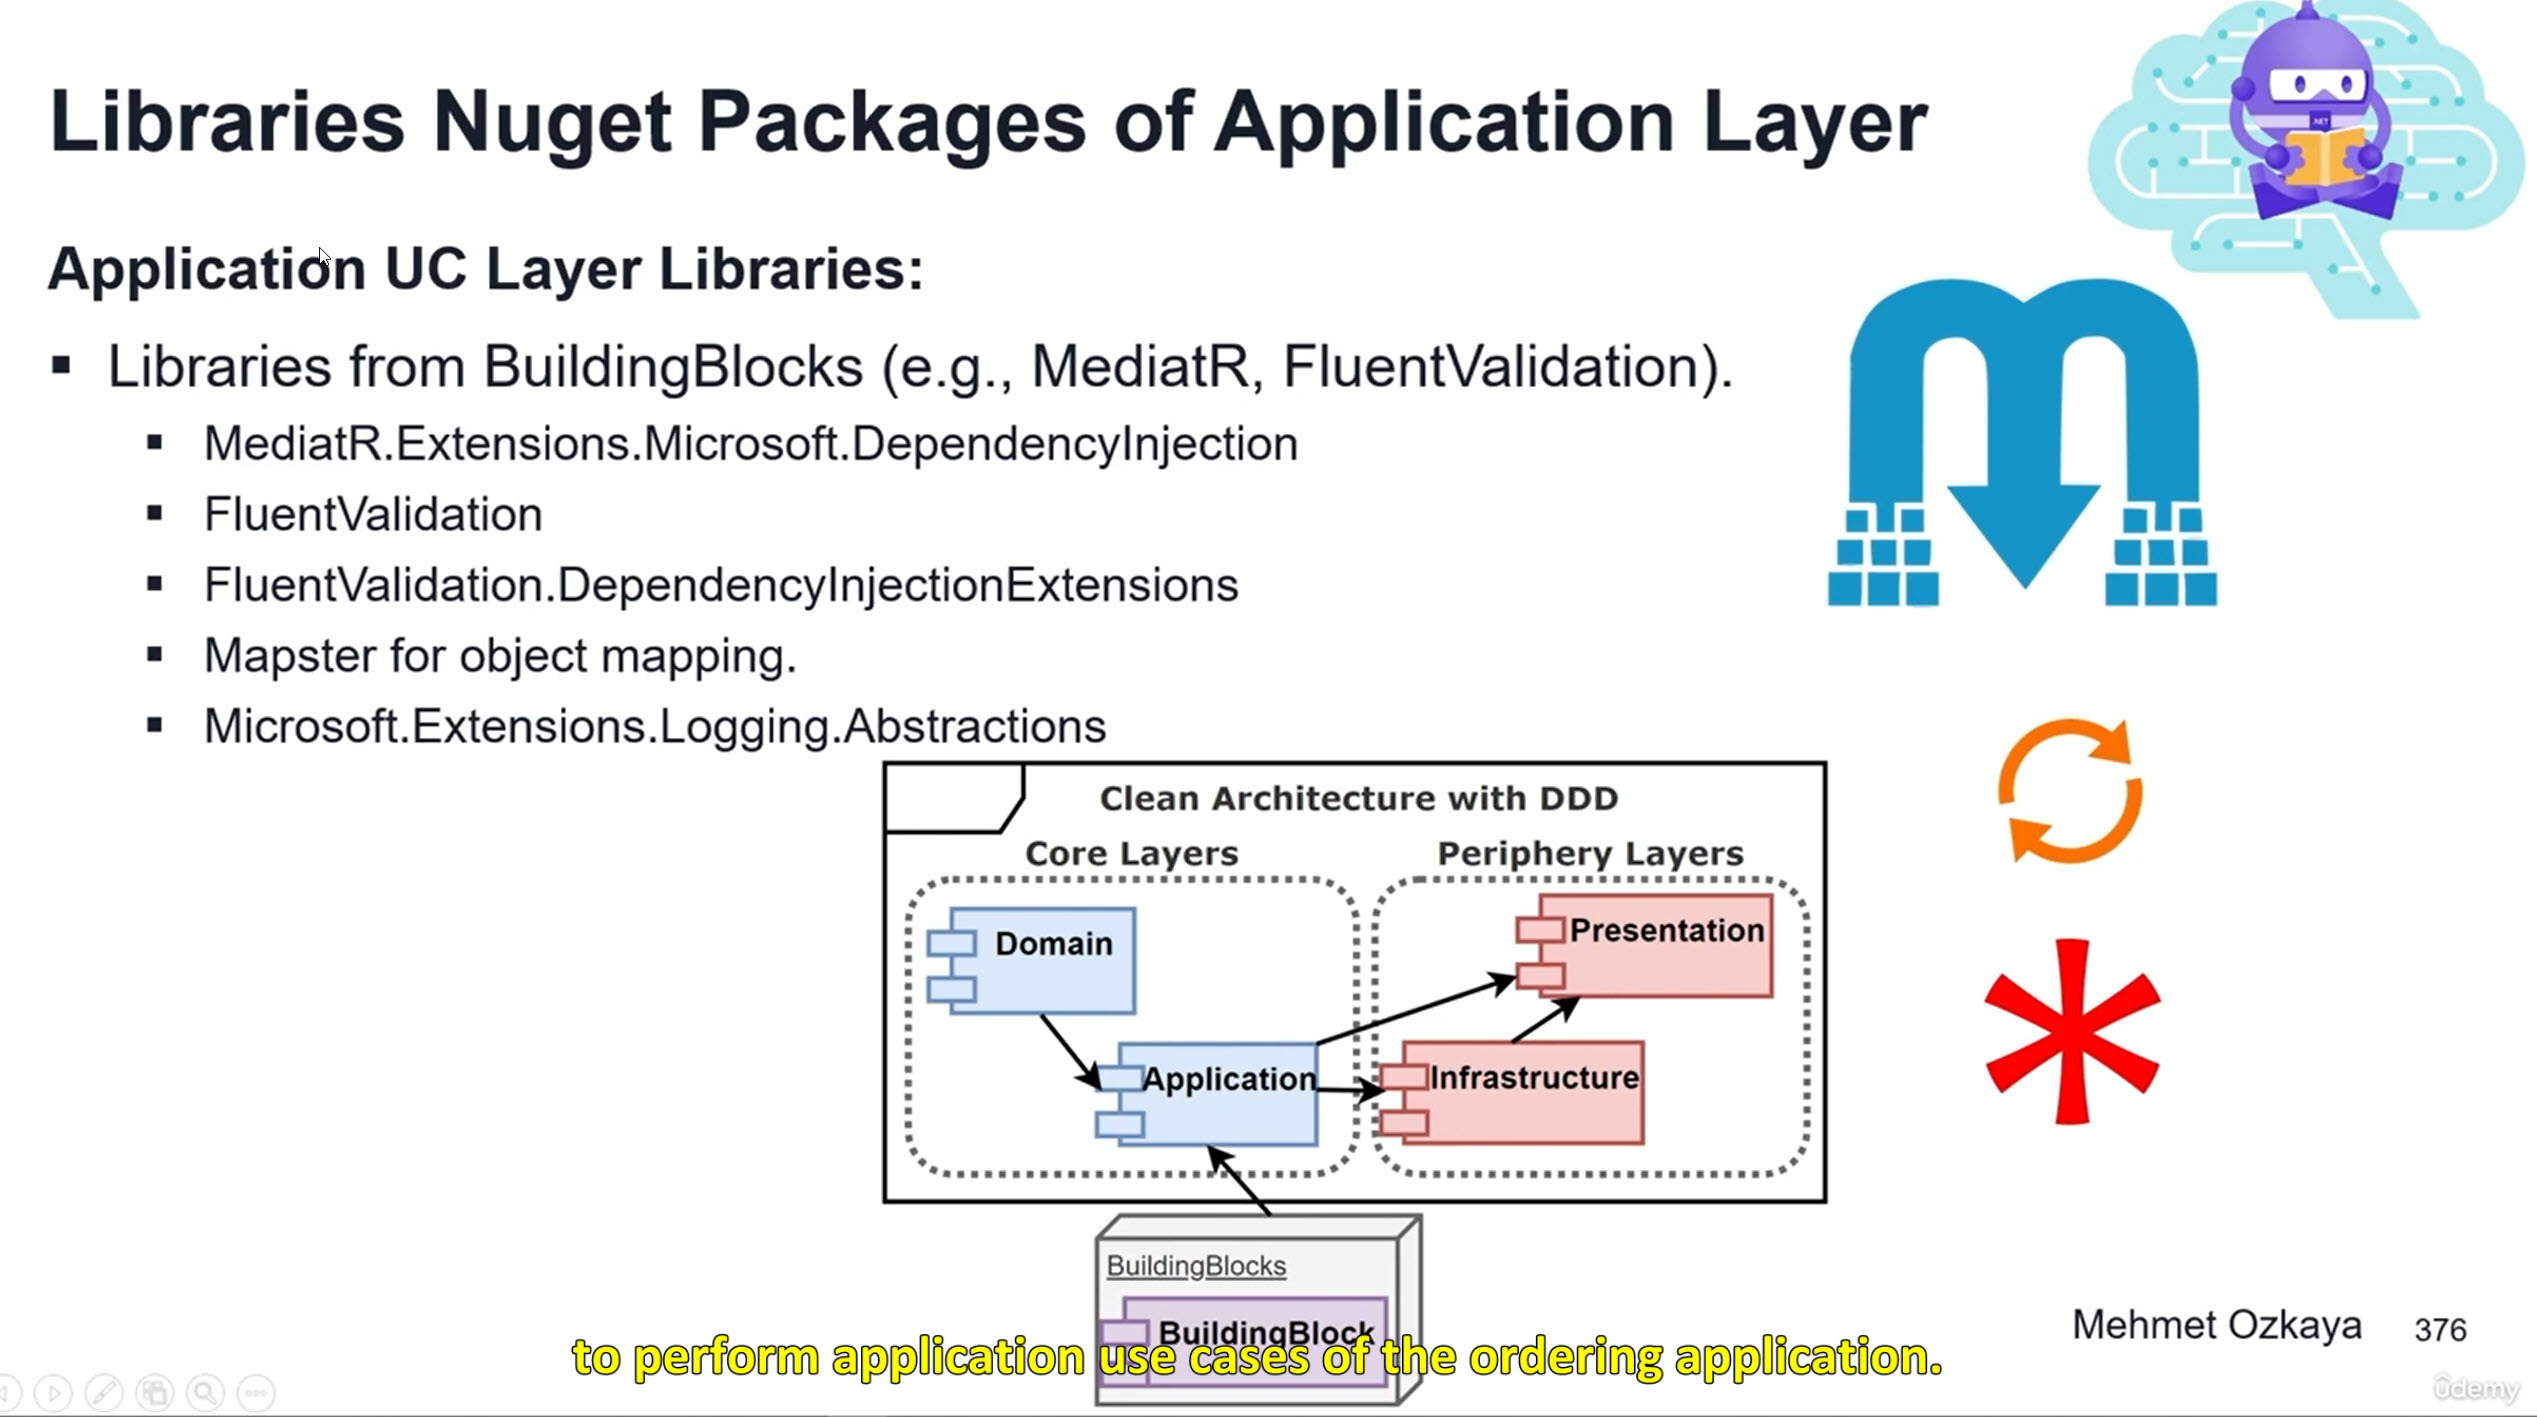 Libraries Nuget Packages of Application Layer
.NET
Application UC Layer Libraries:
▪ Libraries from BuildingBlocks (e.g., MediatR, FluentValidation).
▪ MediatR.Extensions.Microsoft.DependencyInjection
▪ FluentValidation
▪ FluentValidation.DependencyInjectionExtensions
▪ Mapster for object mapping.
▪ Microsoft.Extensions.Logging.Abstractions
Clean Architecture with DDD
Core Layers
Periphery Layers
Domain
Presentation
Application
Infrastructure
BuildingBlocks
BuildingBlock
to perform application use cases of the ordering application.
Mehmet Ozkaya 376
ûdemy